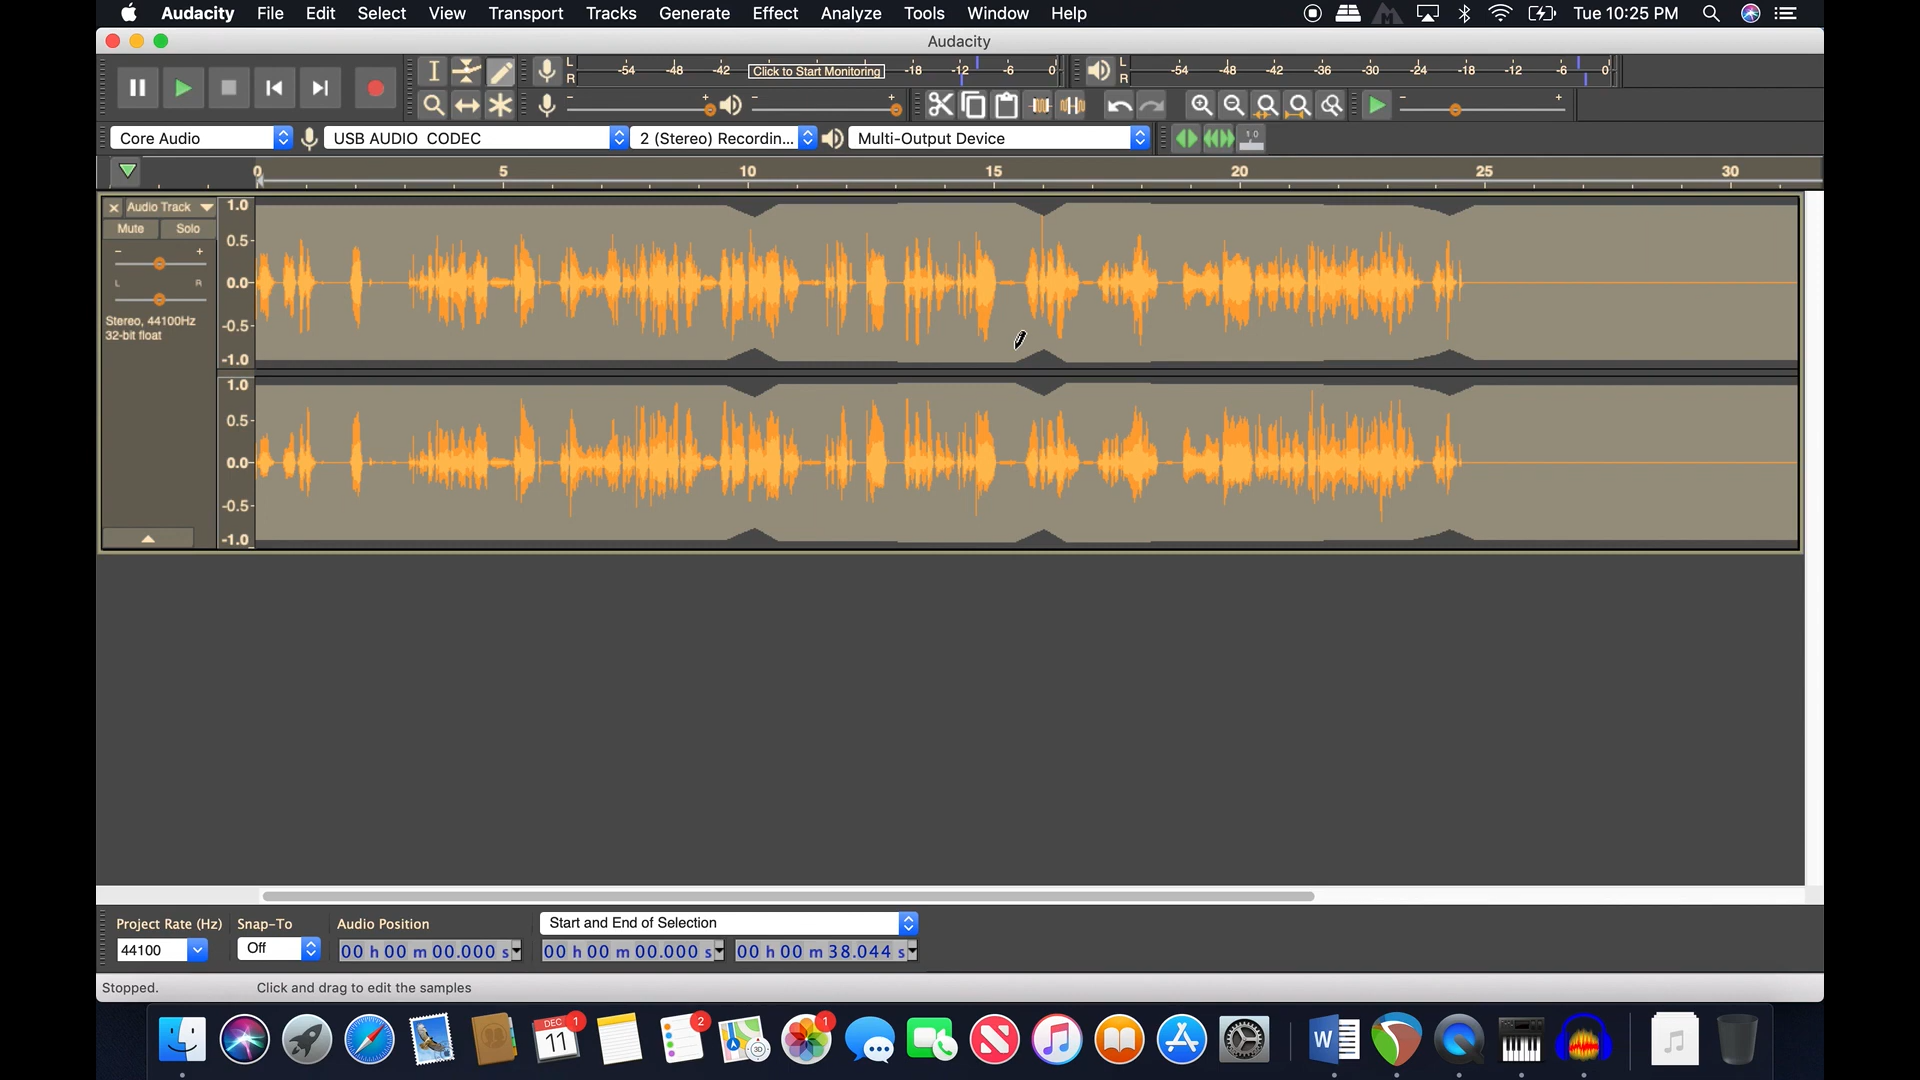 Audacity File Edit Select View Transport Tracks Generate Effect Analyze Tools Window Help Tue 10:25 PM
Audacity
L R -54 -48 -42 Click to Start Monitoring -18 -12 -6 0 L R -54 -48 -42 -36 -30 -24 -18 -12 -6 0
- + - + - +
Core Audio USB AUDIO CODEC 2 (Stereo) Recordin... Multi-Output Device
0 5 10 15 20 25 30
× Audio Track 1.0
Mute Solo
0.5
- +
L R 0.0
Stereo, 44100Hz
32-bit float
-0.5
-1.0
1.0
0.5
0.0
-0.5
-1.0
Project Rate (Hz) Snap-To Audio Position Start and End of Selection
44100 Off 00 h 00 m 00.000 s 00 h 00 m 00.000 s 00 h 00 m 38.044 s
Stopped. Click and drag to edit the samples
DEC 1 2 1
11 3D W